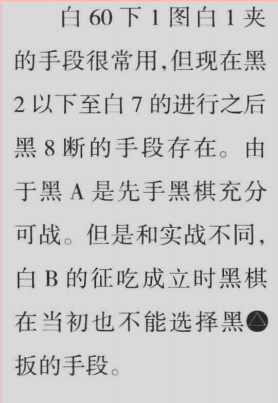 白 60 下 1 图白 1 夹
的手段很常用,但现在黑
2 以下至白 7 的进行之后
黑 8 断的手段存在。由
于黑 A 是先手黑棋充分
可战。但是和实战不同,
白 B 的征吃成立时黑棋
在当初也不能选择黑▲
扳的手段。